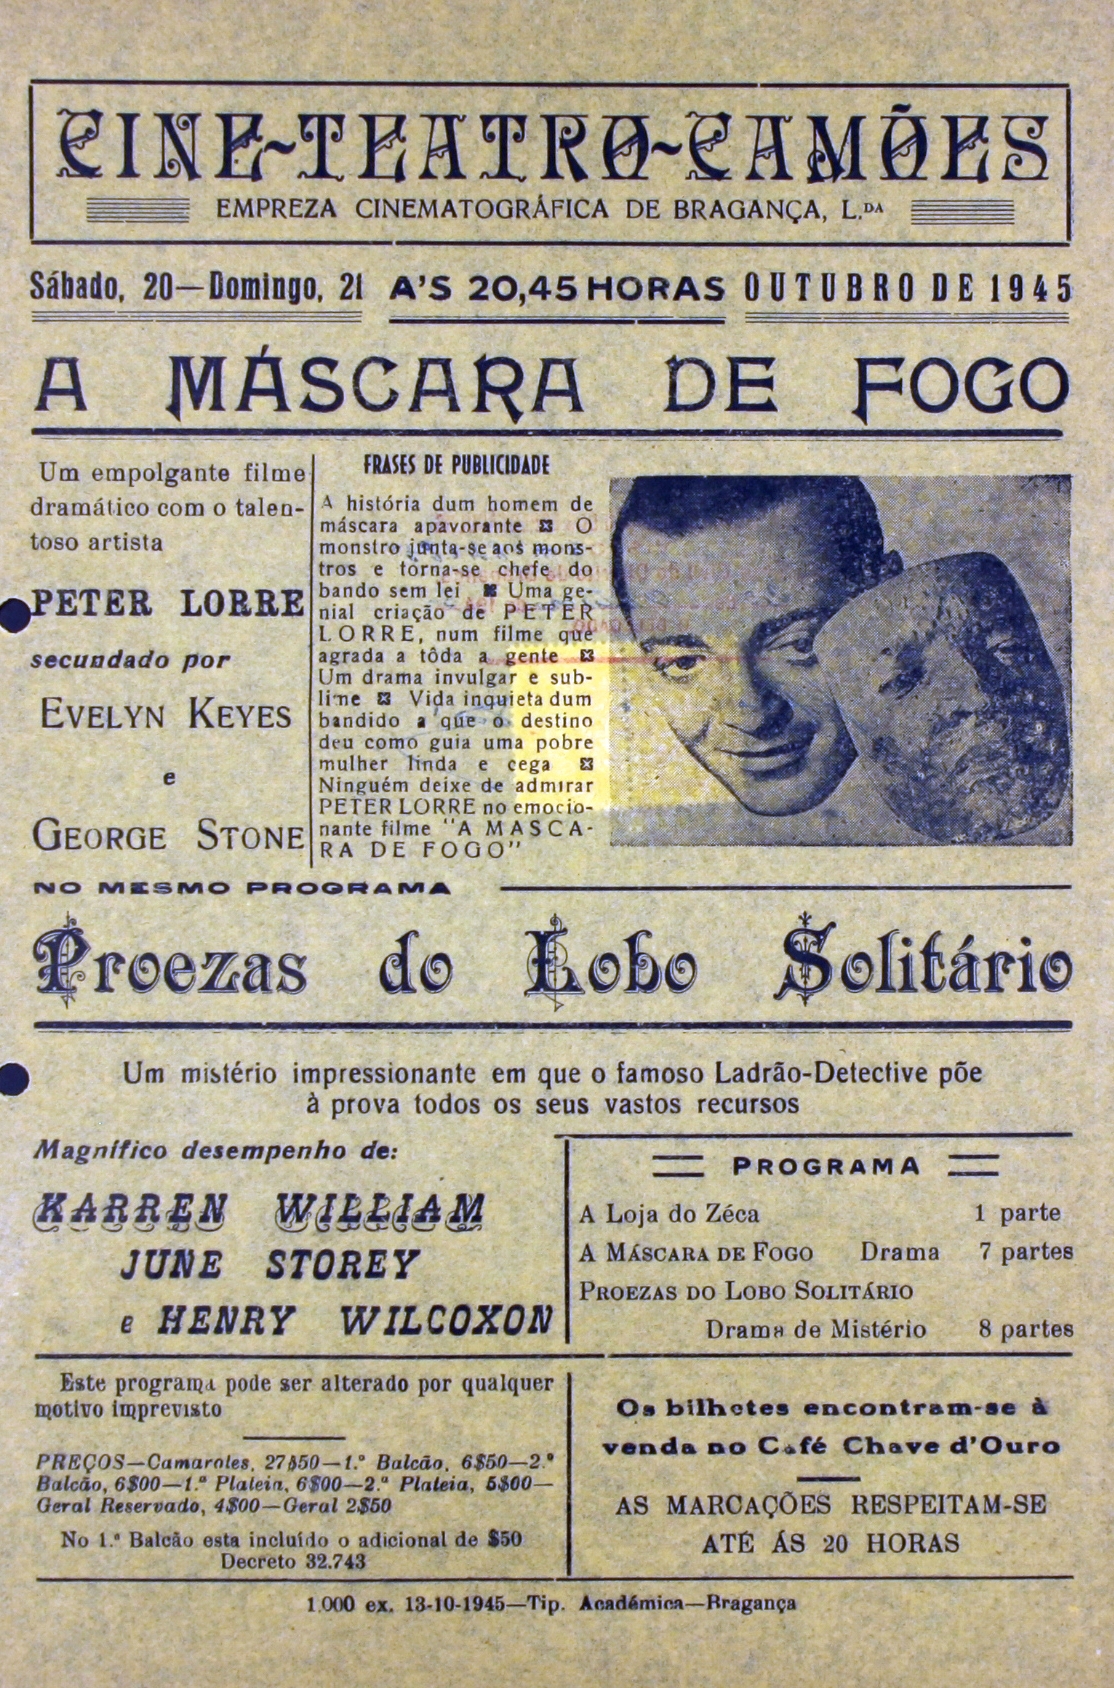 CINE-TEATRO-CAMÕES
EMPREZA CINEMATOGRÁFICA DE BRAGANÇA, L.DA
Sábado, 20—Domingo, 21 A'S 20,45 HORAS OUTUBRO DE 1945
A MÁSCARA DE FOGO
Um empolgante filme
dramático com o talen-
toso artista
PETER LORRE
secundado por
EVELYN KEYES
e
GEORGE STONE
FRASES DE PUBLICIDADE
A história dum homem de
máscara apavorante ¤ O
monstro junta-se aos mons-
tros e torna-se chefe do
bando sem lei ¤ Uma ge-
nial criação de PETER
LORRE, num filme que
agrada a tôda a gente ¤
Um drama invulgar e sub-
lime ¤ Vida inquieta dum
bandido a que o destino
deu como guia uma pobre
mulher linda e cega ¤
Ninguém deixe de admirar
PETER LORRE no emocio-
nante filme "A MASCA-
RA DE FOGO"
NO MESMO PROGRAMA
Proezas do Lobo Solitário
Um mistério impressionante em que o famoso Ladrão-Detective põe
à prova todos os seus vastos recursos
Magnífico desempenho de:
KARREN WILLIAM
JUNE STOREY
e HENRY WILCOXON
PROGRAMA
A Loja do Zéca 1 parte
A MÁSCARA DE FOGO Drama 7 partes
PROEZAS DO LOBO SOLITÁRIO
Drama de Mistério 8 partes
Este programa pode ser alterado por qualquer
motivo imprevisto
PREÇOS—Camarotes, 27$50—1.º Balcão, 6$50—2.º
Balcão, 6$00—1.ª Plateia, 6$00—2.ª Plateia, 5$00—
Geral Reservado, 4$00—Geral 2$50
No 1.º Balcão esta incluído o adicional de $50
Decreto 32.743
Os bilhetes encontram-se à
venda no Café Chave d'Ouro
AS MARCAÇÕES RESPEITAM-SE
ATÉ ÁS 20 HORAS
1.000 ex. 13-10-1945—Tip. Académica—Bragança